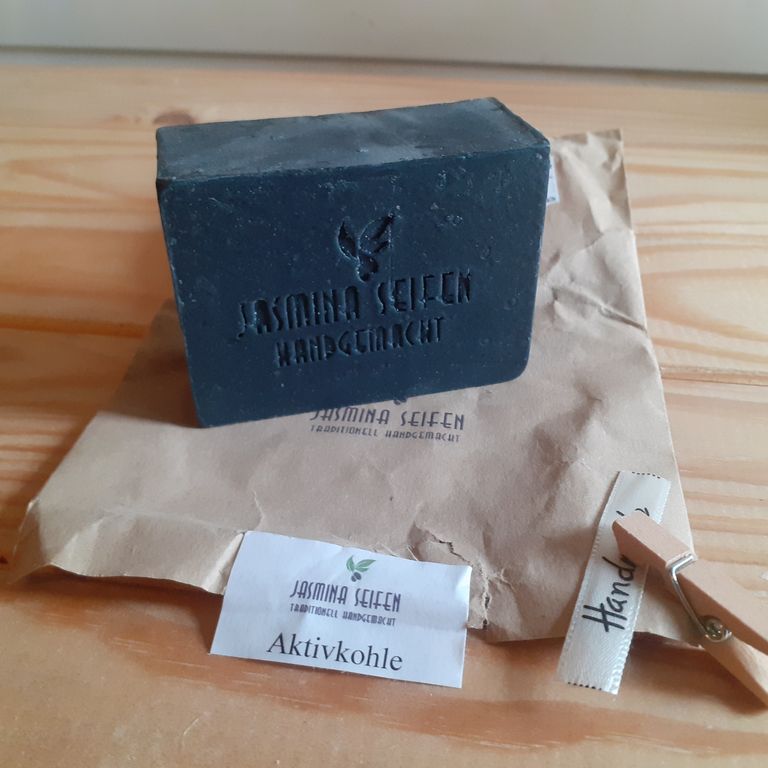 JASMINA SEIFEN
HANDGEMACHT
JASMINA SEIFEN
TRADITIONELL HANDGEMACHT
JASMINA SEIFEN
TRADITIONELL HANDGEMACHT
Aktivkohle